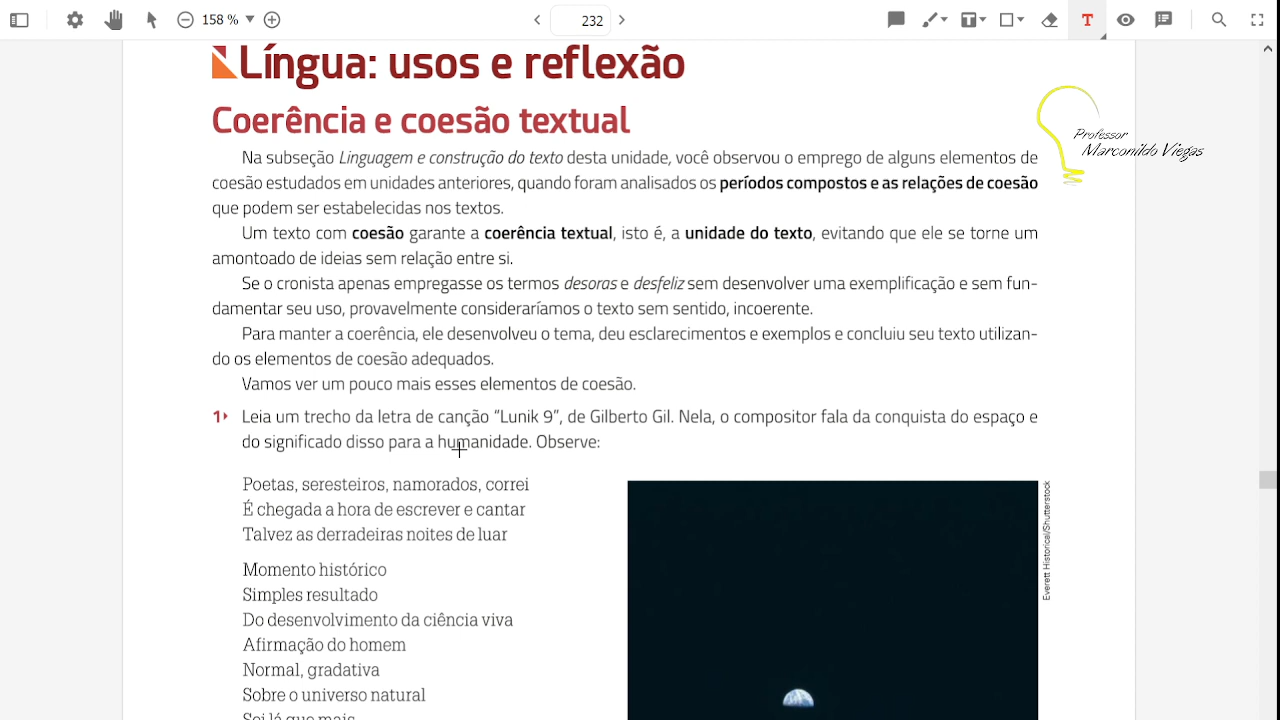 158 %
232
Língua: usos e reflexão
Coerência e coesão textual
Professor
Marconildo Viegas
Na subseção Linguagem e construção do texto desta unidade, você observou o emprego de alguns elementos de
coesão estudados em unidades anteriores, quando foram analisados os períodos compostos e as relações de coesão
que podem ser estabelecidas nos textos.
Um texto com coesão garante a coerência textual, isto é, a unidade do texto, evitando que ele se torne um
amontoado de ideias sem relação entre si.
Se o cronista apenas empregasse os termos desoras e desfeliz sem desenvolver uma exemplificação e sem fun-
damentar seu uso, provavelmente consideraríamos o texto sem sentido, incoerente.
Para manter a coerência, ele desenvolveu o tema, deu esclarecimentos e exemplos e concluiu seu texto utilizan-
do os elementos de coesão adequados.
Vamos ver um pouco mais esses elementos de coesão.
1 Leia um trecho da letra de canção “Lunik 9”, de Gilberto Gil. Nela, o compositor fala da conquista do espaço e
do significado disso para a humanidade. Observe:
Poetas, seresteiros, namorados, correi
É chegada a hora de escrever e cantar
Talvez as derradeiras noites de luar
Momento histórico
Simples resultado
Do desenvolvimento da ciência viva
Afirmação do homem
Normal, gradativa
Sobre o universo natural
Sei lá que mais
Everett Historical/Shutterstock